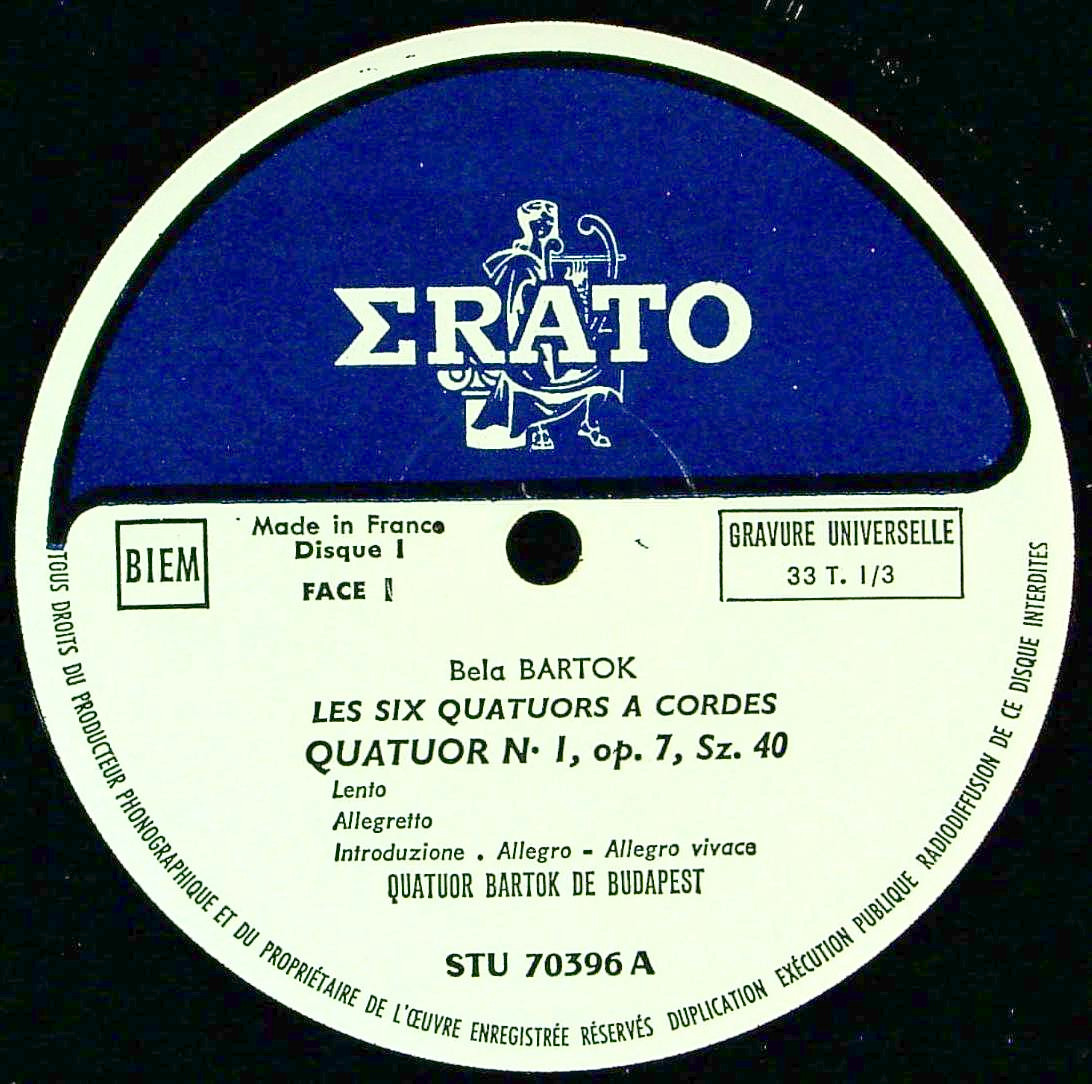 ΣRATO
BIEM
Made in France
Disque I
FACE I
GRAVURE UNIVERSELLE
33 T. 1/3
Bela BARTOK
LES SIX QUATUORS A CORDES
QUATUOR N· I, op. 7, Sz. 40
Lento
Allegretto
Introduzione . Allegro - Allegro vivace
QUATUOR BARTOK DE BUDAPEST
STU 70396 A
TOUS DROITS DU PRODUCTEUR PHONOGRAPHIQUE ET DU PROPRIÉTAIRE DE L'ŒUVRE ENREGISTRÉE RÉSERVÉS DUPLICATION EXÉCUTION PUBLIQUE RADIODIFFUSION DE CE DISQUE INTERDITES